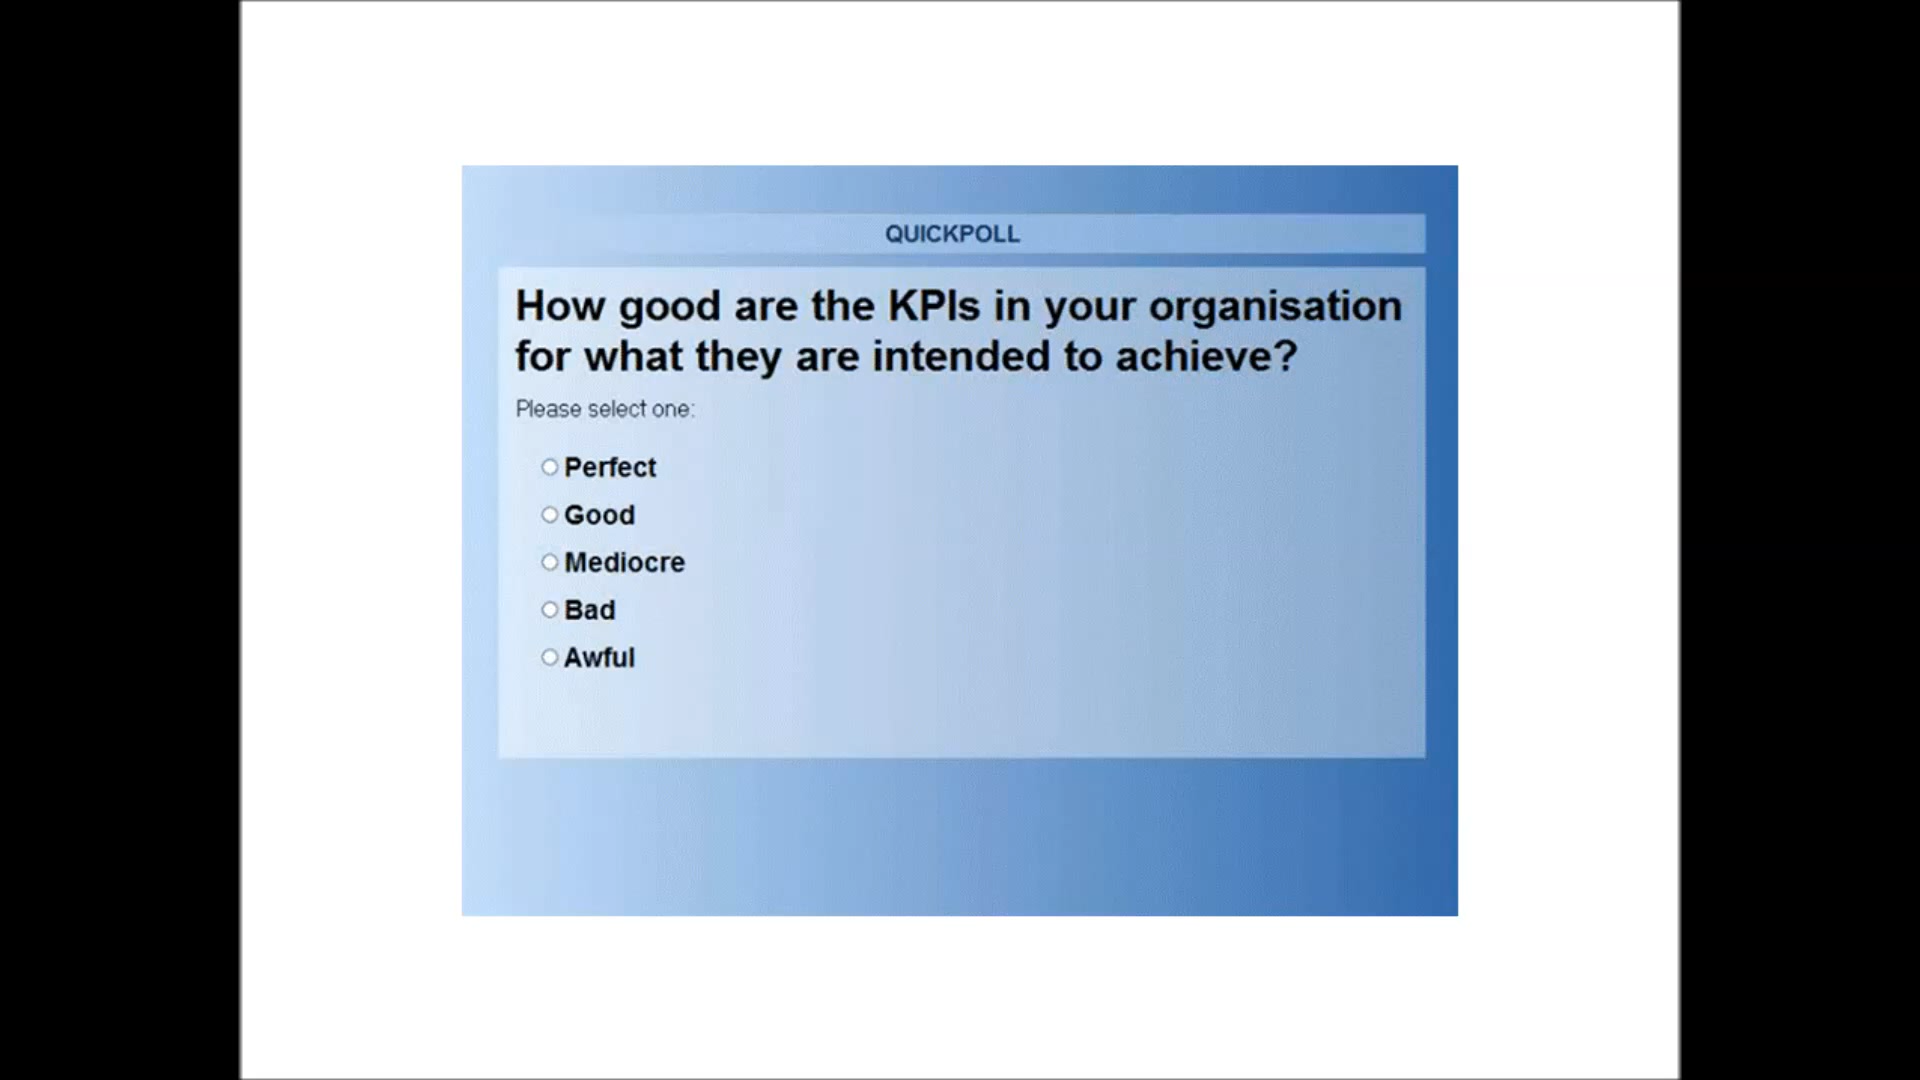 QUICKPOLL
How good are the KPIs in your organisation
for what they are intended to achieve?
Please select one:
Perfect
Good
Mediocre
Bad
Awful